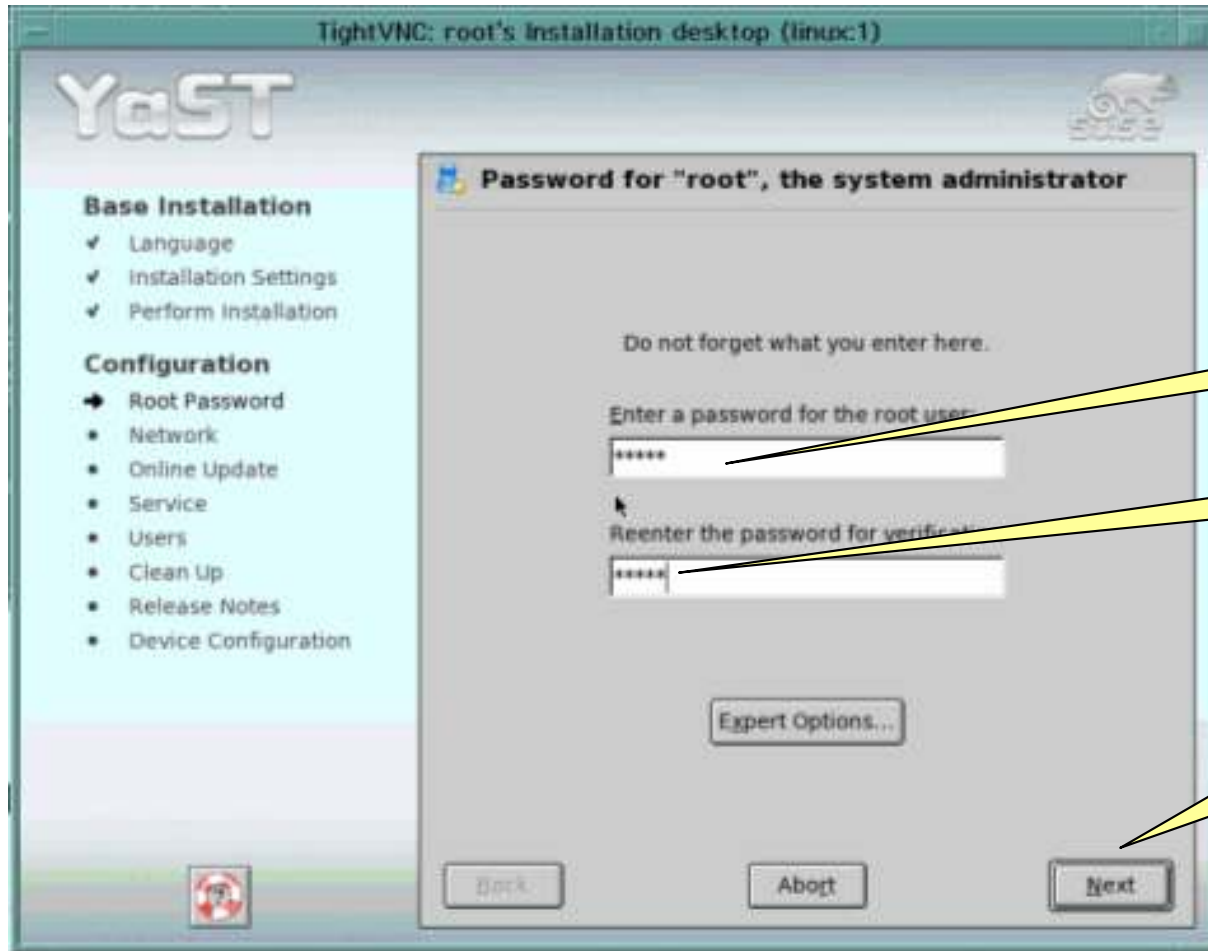 TightVNC: root's Installation desktop (linux:1)
YaST
SUSE
Base Installation
Language
Installation Settings
Perform Installation
Configuration
Root Password
Network
Online Update
Service
Users
Clean Up
Release Notes
Device Configuration
Password for "root", the system administrator
Do not forget what you enter here.
Enter a password for the root user:
*****
Reenter the password for verificati
*****
Expert Options...
Back
Abort
Next